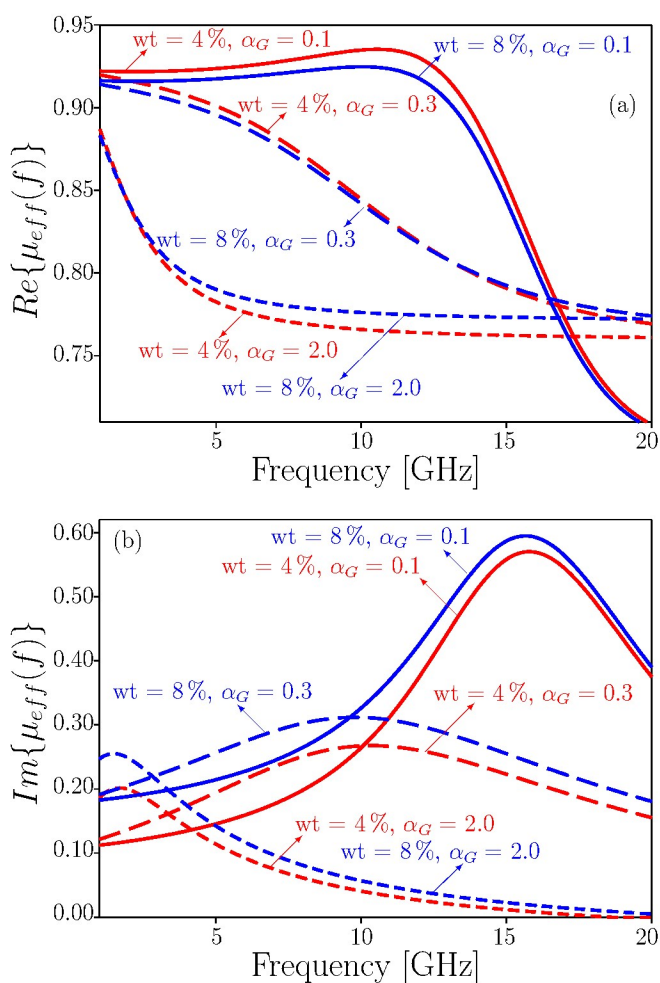 0.95
wt = 4 %, α_G = 0.1
wt = 8 %, α_G = 0.1
0.90
wt = 4 %, α_G = 0.3
(a)
0.85
Re{μ_eff(f)}
wt = 8 %, α_G = 0.3
0.80
0.75
wt = 4 %, α_G = 2.0
wt = 8 %, α_G = 2.0
5 10 15 20
Frequency [GHz]
0.60
(b)
wt = 8 %, α_G = 0.1
wt = 4 %, α_G = 0.1
0.50
0.40
wt = 8 %, α_G = 0.3
wt = 4 %, α_G = 0.3
0.30
Im{μ_eff(f)}
0.20
wt = 4 %, α_G = 2.0
wt = 8 %, α_G = 2.0
0.10
0.00
5 10 15 20
Frequency [GHz]